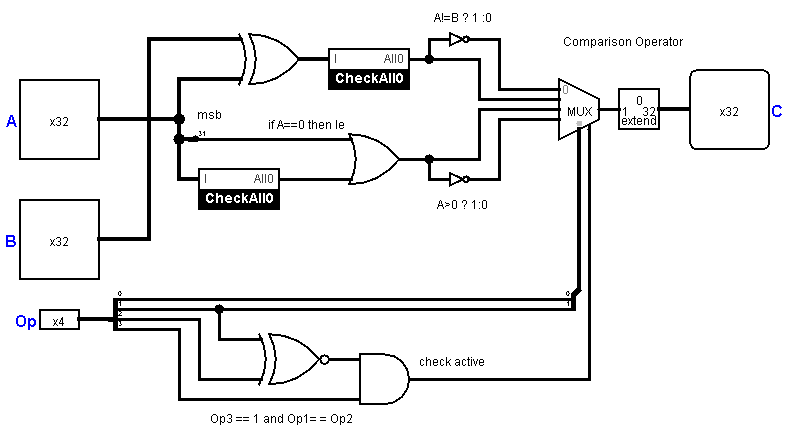 A!=B ? 1 :0
Comparison Operator
I All0
CheckAll0
0
MUX
0
1 32
extend
x32
C
A
x32
msb
31
if A==0 then le
I All0
CheckAll0
A>0 ? 1:0
B
x32
0
1
2
3
0
1
Op
x4
check active
Op3 == 1 and Op1= = Op2